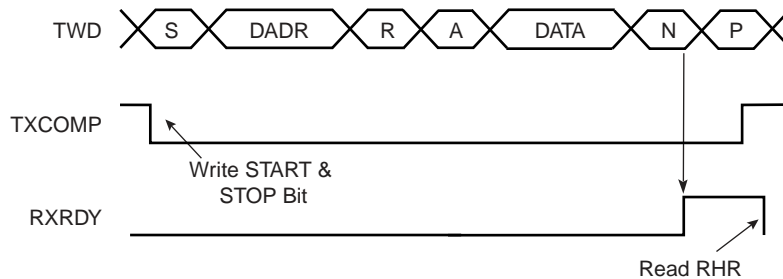 TWD S DADR R A DATA N P
TXCOMP
Write START &
STOP Bit
RXRDY
Read RHR